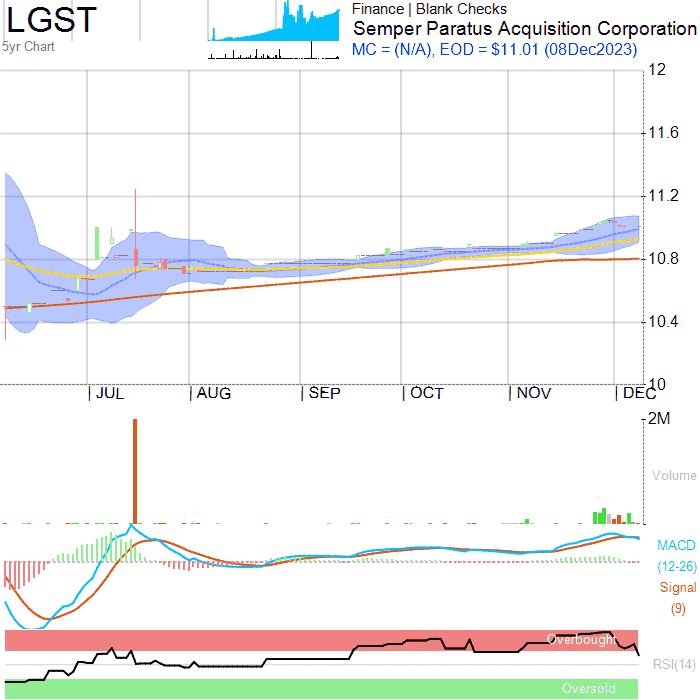 LGST
5yr Chart
Finance | Blank Checks
Semper Paratus Acquisition Corporation
MC = (N/A), EOD = $11.01 (08Dec2023)
12
11.6
11.2
10.8
10.4
10
JUL AUG SEP OCT NOV DEC
2M
Volume
MACD
(12-26)
Signal
(9)
Overbought
RSI(14)
Oversold